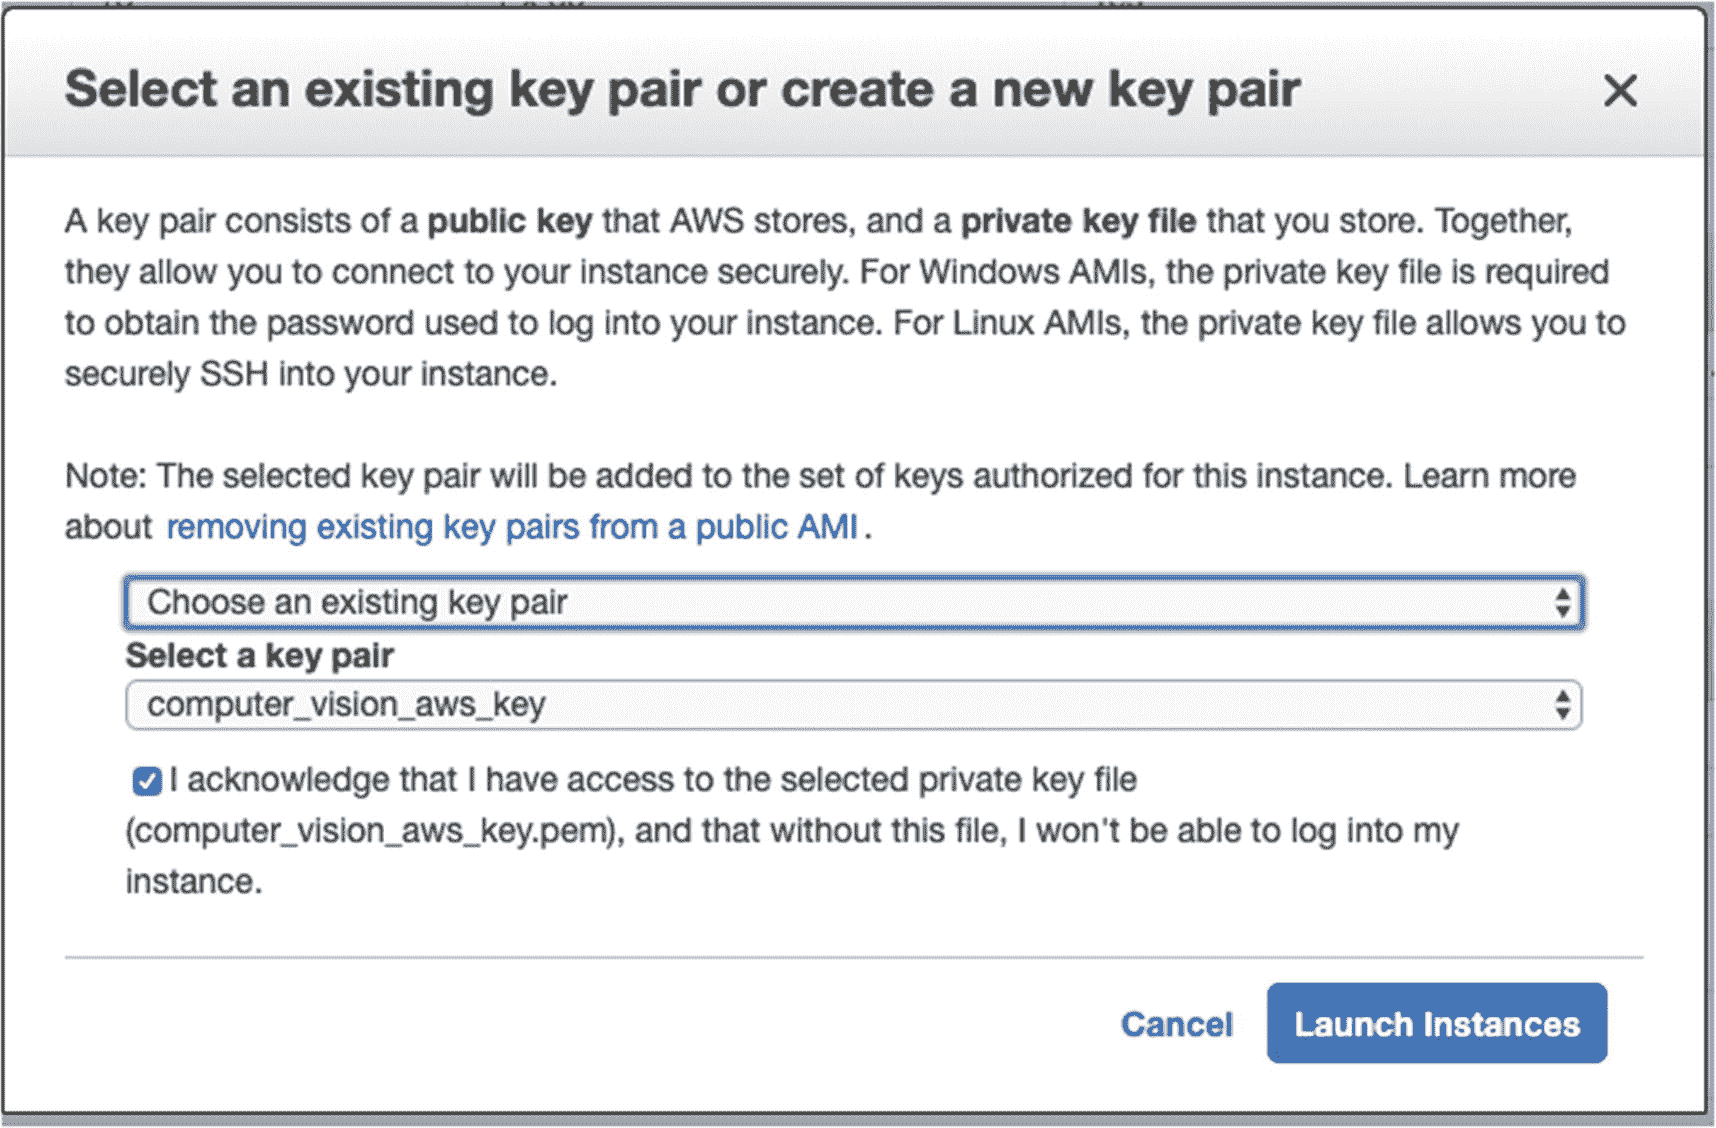 Select an existing key pair or create a new key pair
A key pair consists of a public key that AWS stores, and a private key file that you store. Together,
they allow you to connect to your instance securely. For Windows AMIs, the private key file is required
to obtain the password used to log into your instance. For Linux AMIs, the private key file allows you to
securely SSH into your instance.
Note: The selected key pair will be added to the set of keys authorized for this instance. Learn more
about removing existing key pairs from a public AMI .
Choose an existing key pair
Select a key pair
computer_vision_aws_key
I acknowledge that I have access to the selected private key file
(computer_vision_aws_key.pem), and that without this file, I won't be able to log into my
instance.
Cancel Launch Instances